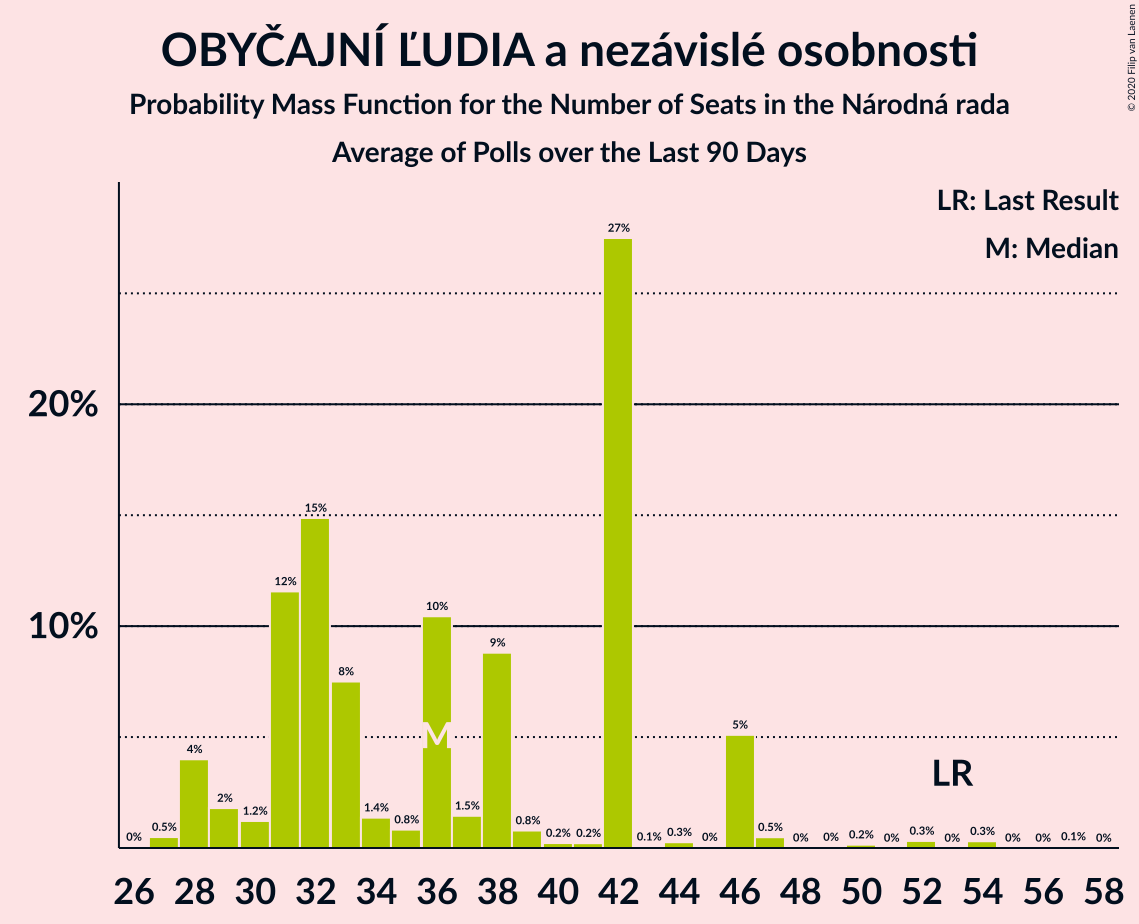 OBYČAJNÍ ĽUDIA a nezávislé osobnosti
Probability Mass Function for the Number of Seats in the Národná rada
Average of Polls over the Last 90 Days
© 2020 Filip van Laenen
LR: Last Result
M: Median
20%
10%
0% 0.5% 4% 2% 1.2% 12% 15% 8% 1.4% 0.8% 10% 1.5% 9% 0.8% 0.2% 0.2% 27% 0.1% 0.3% 0% 5% 0.5% 0% 0% 0.2% 0% 0.3% 0% 0.3% 0% 0% 0.1% 0%
M
LR
26 28 30 32 34 36 38 40 42 44 46 48 50 52 54 56 58